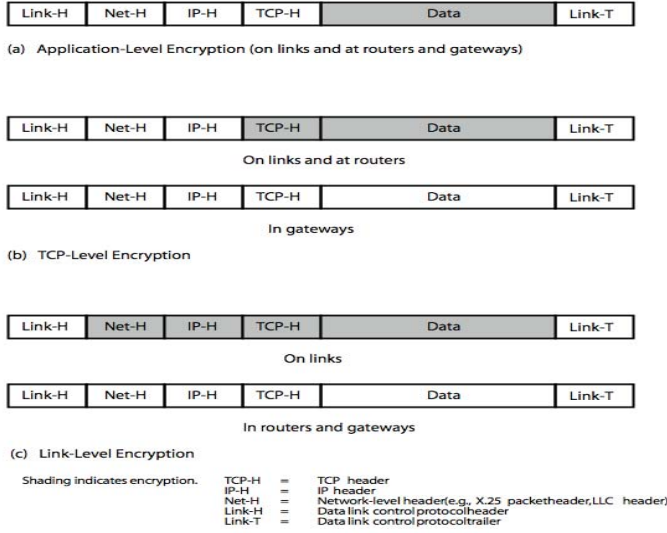 Link-H Net-H IP-H TCP-H Data Link-T
(a) Application-Level Encryption (on links and at routers and gateways)
Link-H Net-H IP-H TCP-H Data Link-T
On links and at routers
Link-H Net-H IP-H TCP-H Data Link-T
In gateways
(b) TCP-Level Encryption
Link-H Net-H IP-H TCP-H Data Link-T
On links
Link-H Net-H IP-H TCP-H Data Link-T
In routers and gateways
(c) Link-Level Encryption
Shading indicates encryption. TCP-H = TCP header
IP-H = IP header
Net-H = Network-level header(e.g., X.25 packetheader,LLC header)
Link-H = Data link controlprotocolheader
Link-T = Data link controlprotocoltrailer